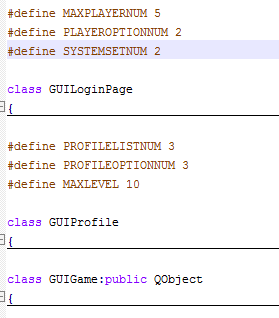 #define MAXPLAYERNUM 5
#define PLAYEROPTIONNUM 2
#define SYSTEMSETNUM 2
class GUILoginPage
{
#define PROFILELISTNUM 3
#define PROFILEOPTIONNUM 3
#define MAXLEVEL 10
class GUIProfile
{
class GUIGame:public QObject
{